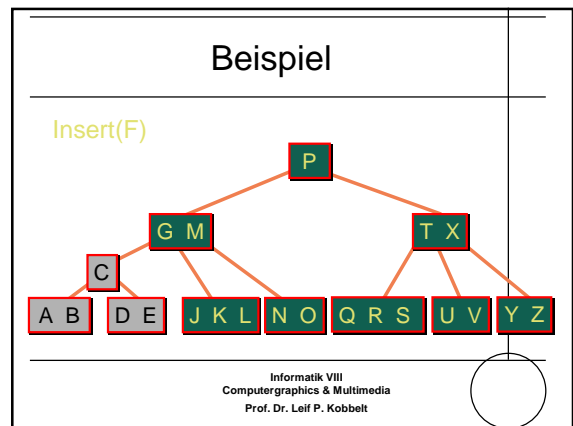 Beispiel
Insert(F)
P
G M
T X
C
A B
D E
J K L
N O
Q R S
U V
Y Z
Informatik VIII
Computergraphics & Multimedia
Prof. Dr. Leif P. Kobbelt